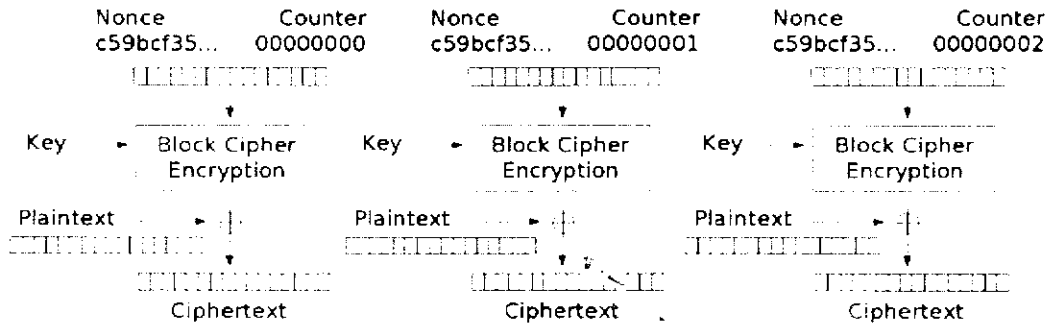 Nonce Counter Nonce Counter Nonce Counter
c59bcf35... 00000000 c59bcf35... 00000001 c59bcf35... 00000002
Key Block Cipher Key Block Cipher Key Block Cipher
Encryption Encryption Encryption
Plaintext Plaintext Plaintext
Ciphertext Ciphertext Ciphertext